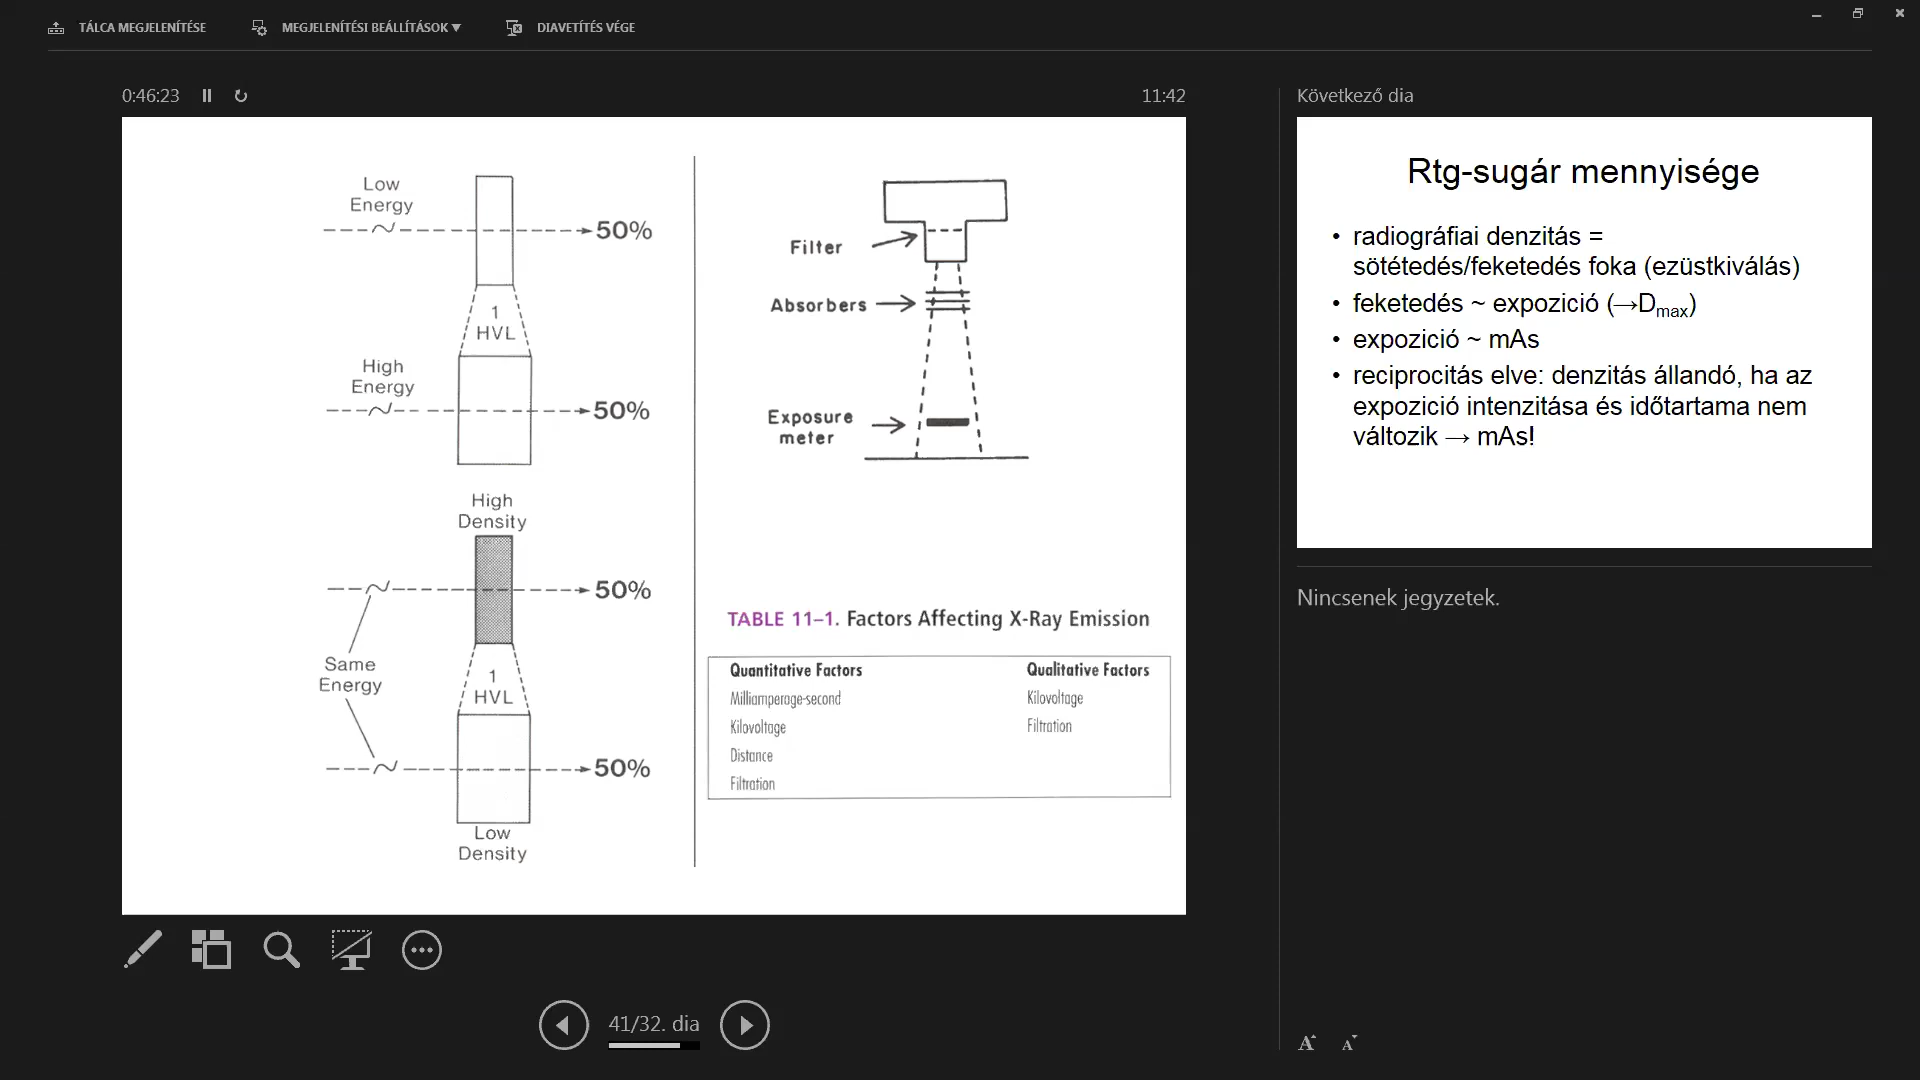 TÁLCA MEGJELENÍTÉSE
MEGJELENÍTÉSI BEÁLLÍTÁSOK ▼
DIAVETÍTÉS VÉGE
0:46:23
11:42
Low
Energy
50%
1
HVL
High
Energy
50%
High
Density
50%
Same
Energy
1
HVL
50%
Low
Density
Filter
Absorbers
Exposure
meter
TABLE 11–1. Factors Affecting X-Ray Emission
Quantitative Factors Qualitative Factors
Milliamperage-second Kilovoltage
Kilovoltage Filtration
Distance
Filtration
Következő dia
Rtg-sugár mennyisége
• radiográfiai denzitás =
sötétedés/feketedés foka (ezüstkiválás)
• feketedés ~ expozíció (→Dmax)
• expozíció ~ mAs
• reciprocitás elve: denzitás állandó, ha az
expozíció intenzitása és időtartama nem
változik → mAs!
Nincsenek jegyzetek.
41/32. dia
A A